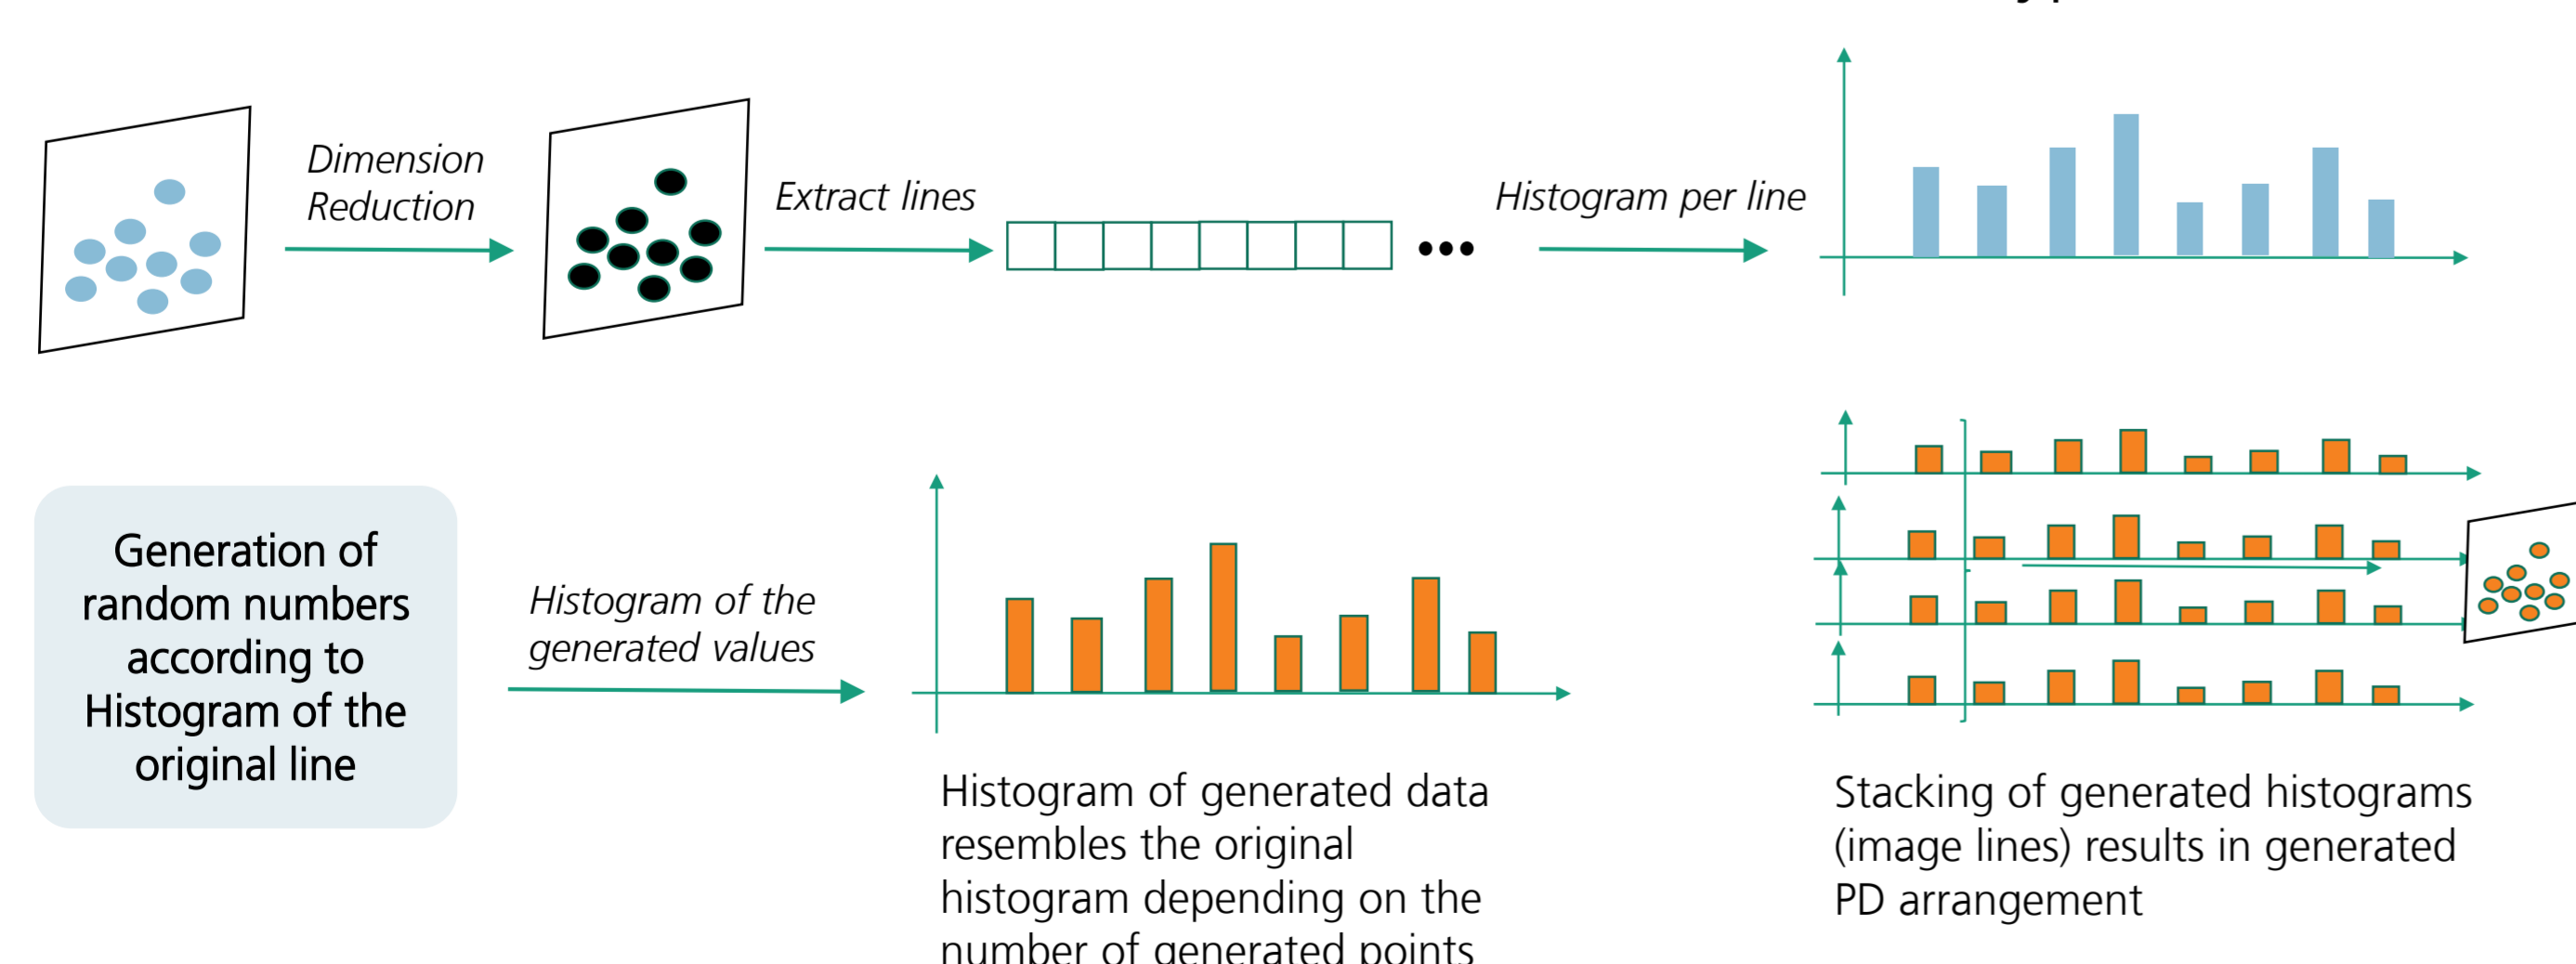 Dimension
Reduction
Extract lines
Histogram per line
Generation of
random numbers
according to
Histogram of the
original line
Histogram of the
generated values
Histogram of generated data
resembles the original
histogram depending on the
number of generated points
Stacking of generated histograms
(image lines) results in generated
PD arrangement